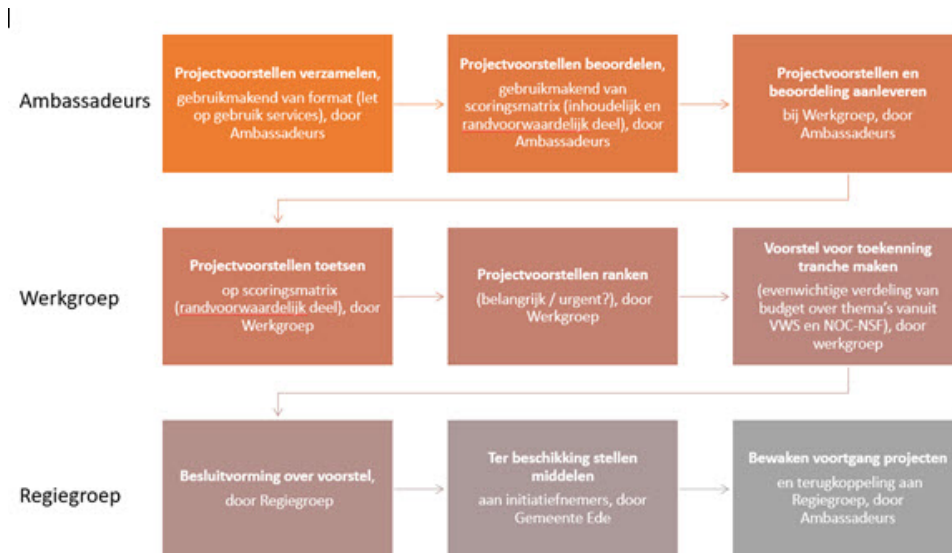 Ambassadeurs
Projectvoorstellen verzamelen,
gebruikmakend van format (let
op gebruik services), door
Ambassadeurs
Projectvoorstellen beoordelen,
gebruikmakend van
scoringsmatrix (inhoudelijk en
randvoorwaardelijk deel), door
Ambassadeurs
Projectvoorstellen en
beoordeling aanleveren
bij Werkgroep, door
Ambassadeurs
Werkgroep
Projectvoorstellen toetsen
op scoringsmatrix
(randvoorwaardelijk deel), door
Werkgroep
Projectvoorstellen ranken
(belangrijk / urgent?), door
Werkgroep
Voorstel voor toekenning
tranche maken
(evenwichtige verdeling van
budget over thema's vanuit
VWS en NOC-NSF), door
werkgroep
Regiegroep
Besluitvorming over voorstel,
door Regiegroep
Ter beschikking stellen
middelen
aan initiatiefnemers, door
Gemeente Ede
Bewaken voortgang projecten
en terugkoppeling aan
Regiegroep, door
Ambassadeurs